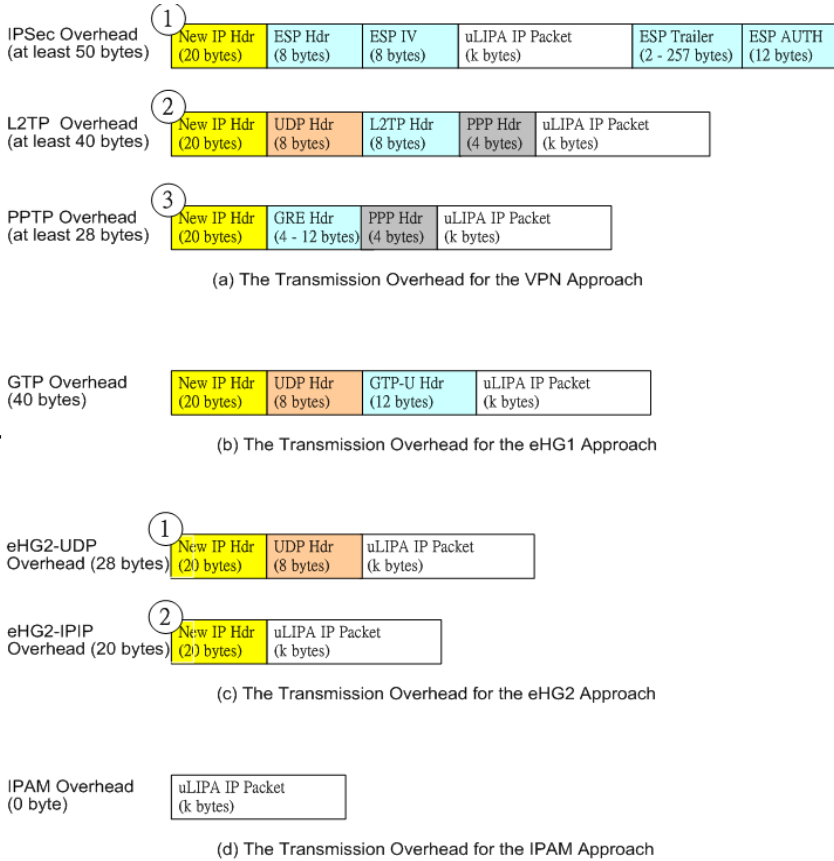 ①
IPSec Overhead
(at least 50 bytes)
New IP Hdr
(20 bytes)
ESP Hdr
(8 bytes)
ESP IV
(8 bytes)
uLIPA IP Packet
(k bytes)
ESP Trailer
(2 - 257 bytes)
ESP AUTH
(12 bytes)
②
L2TP Overhead
(at least 40 bytes)
New IP Hdr
(20 bytes)
UDP Hdr
(8 bytes)
L2TP Hdr
(8 bytes)
PPP Hdr
(4 bytes)
uLIPA IP Packet
(k bytes)
③
PPTP Overhead
(at least 28 bytes)
New IP Hdr
(20 bytes)
GRE Hdr
(4 - 12 bytes)
PPP Hdr
(4 bytes)
uLIPA IP Packet
(k bytes)
(a) The Transmission Overhead for the VPN Approach
GTP Overhead
(40 bytes)
New IP Hdr
(20 bytes)
UDP Hdr
(8 bytes)
GTP-U Hdr
(12 bytes)
uLIPA IP Packet
(k bytes)
(b) The Transmission Overhead for the eHG1 Approach
①
eHG2-UDP
Overhead (28 bytes)
New IP Hdr
(20 bytes)
UDP Hdr
(8 bytes)
uLIPA IP Packet
(k bytes)
②
eHG2-IPIP
Overhead (20 bytes)
New IP Hdr
(20 bytes)
uLIPA IP Packet
(k bytes)
(c) The Transmission Overhead for the eHG2 Approach
IPAM Overhead
(0 byte)
uLIPA IP Packet
(k bytes)
(d) The Transmission Overhead for the IPAM Approach